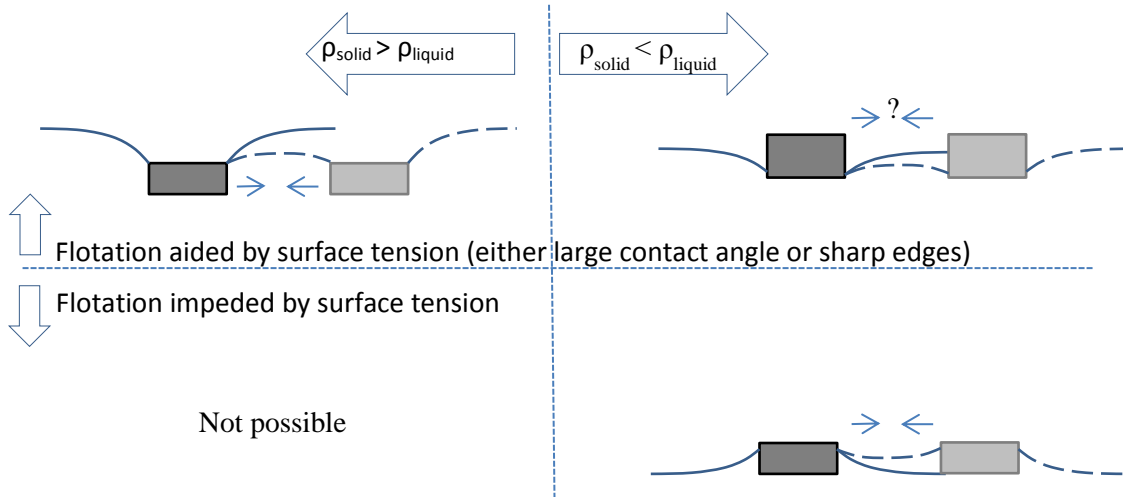 ρsolid > ρliquid
ρsolid < ρliquid
?
Flotation aided by surface tension (either large contact angle or sharp edges)
Flotation impeded by surface tension
Not possible